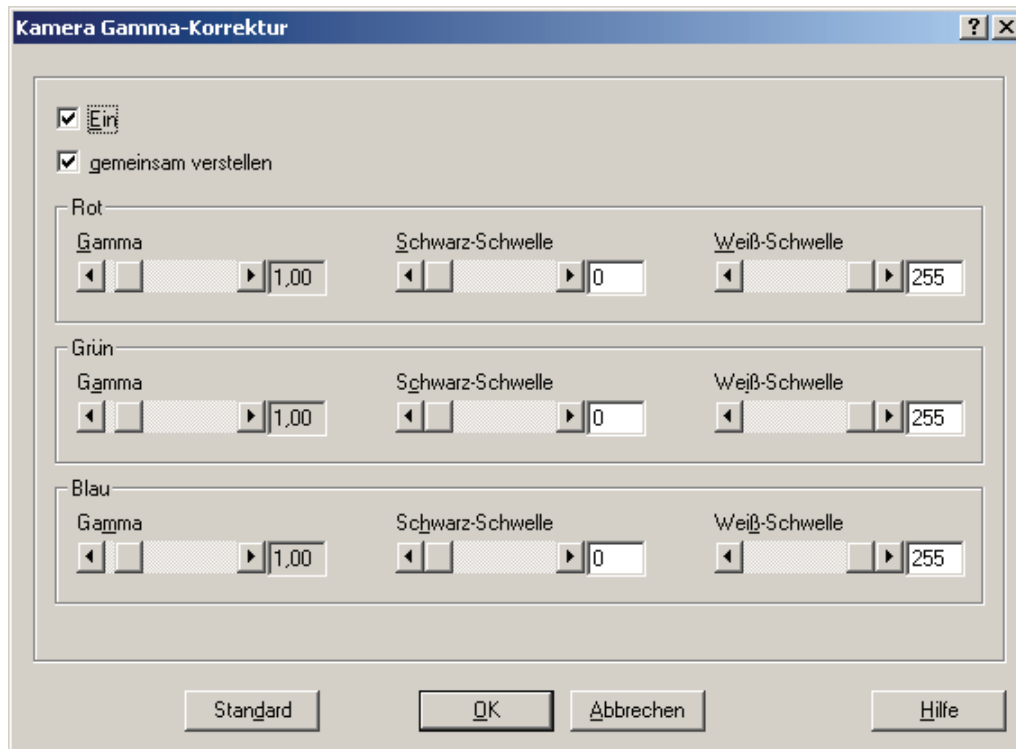 Kamera Gamma-Korrektur
Ein
gemeinsam verstellen
Rot
Gamma Schwarz-Schwelle Weiß-Schwelle
1,00 0 255
Grün
Gamma Schwarz-Schwelle Weiß-Schwelle
1,00 0 255
Blau
Gamma Schwarz-Schwelle Weiß-Schwelle
1,00 0 255
Standard OK Abbrechen Hilfe